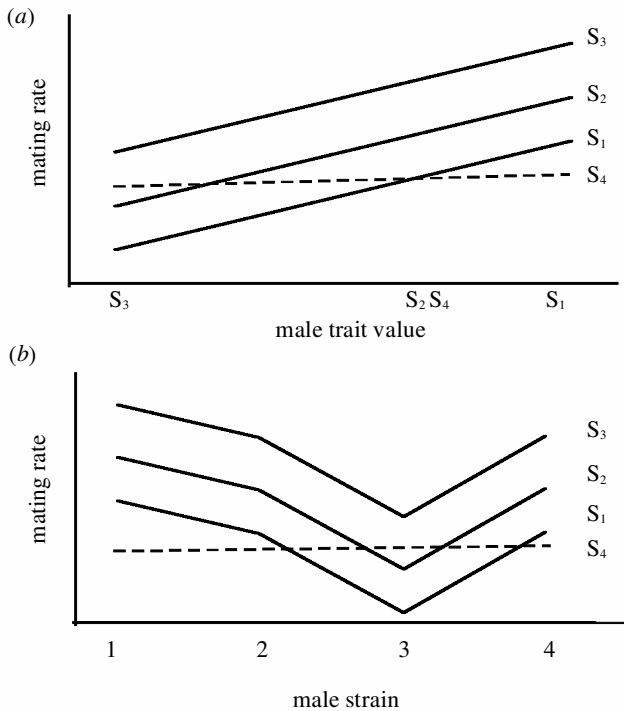 (a)
mating rate
S3
S2
S1
S4
S3 S2 S4 S1
male trait value
(b)
mating rate
S3
S2
S1
S4
1 2 3 4
male strain